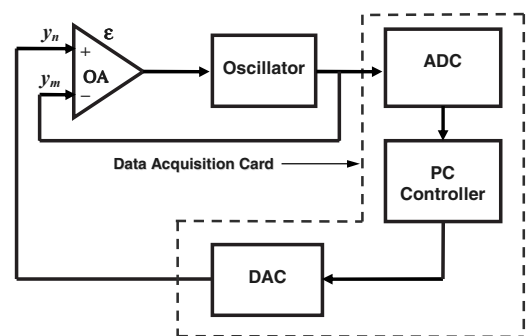 yn
ε
+
OA
ym
−
Oscillator
ADC
Data Acquisition Card
PC
Controller
DAC